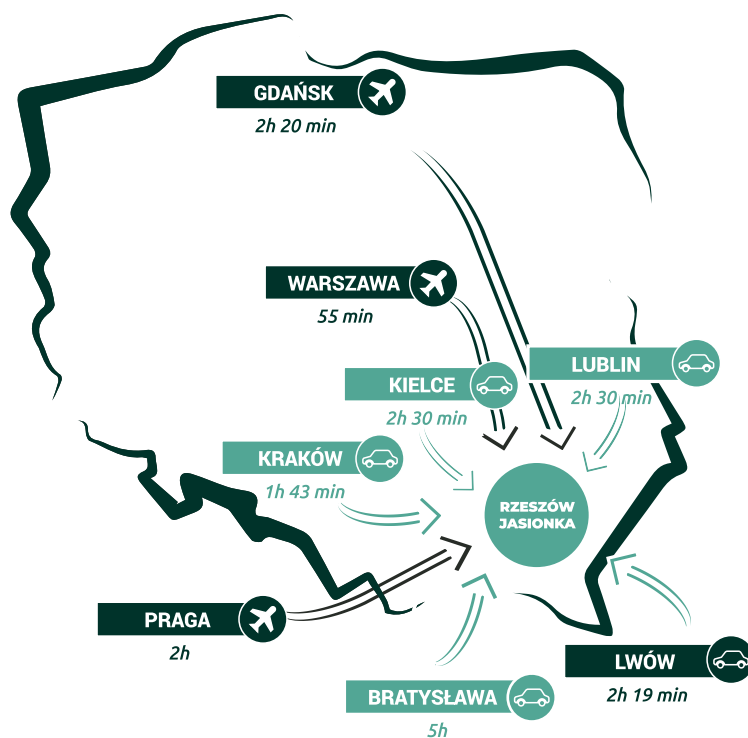 GDAŃSK
2h 20 min
WARSZAWA
55 min
LUBLIN
2h 30 min
KIELCE
2h 30 min
KRAKÓW
1h 43 min
RZESZÓW
JASIONKA
PRAGA
2h
LWÓW
2h 19 min
BRATYSŁAWA
5h